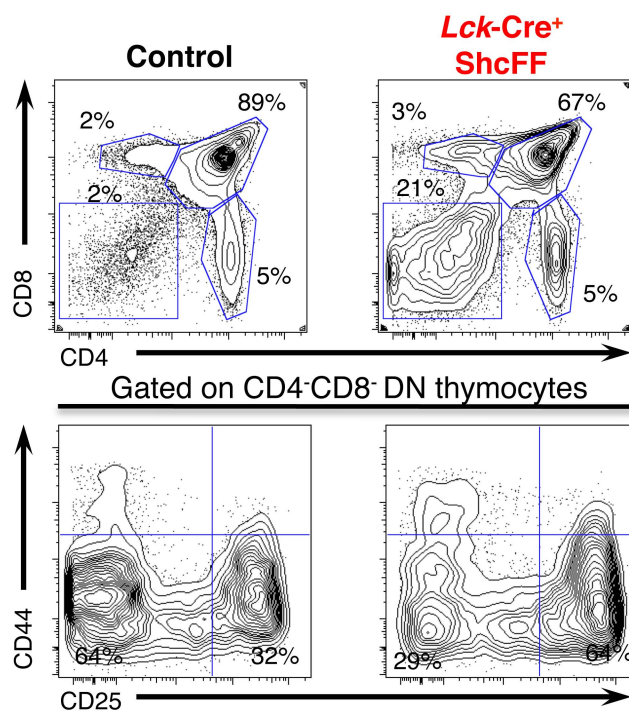 Control
Lck-Cre⁺
ShcFF
2%
89%
2%
5%
3%
67%
21%
5%
CD8
CD4
Gated on CD4⁻CD8⁻ DN thymocytes
64%
32%
29%
64%
CD44
CD25